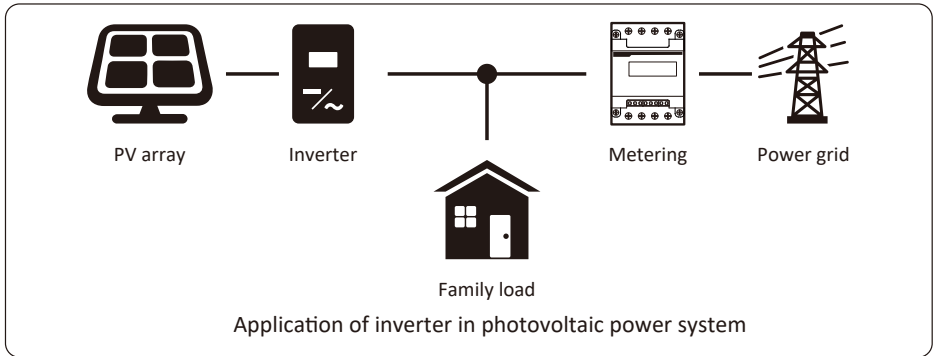 PV array
Inverter
Metering
Power grid
Family load
Application of inverter in photovoltaic power system